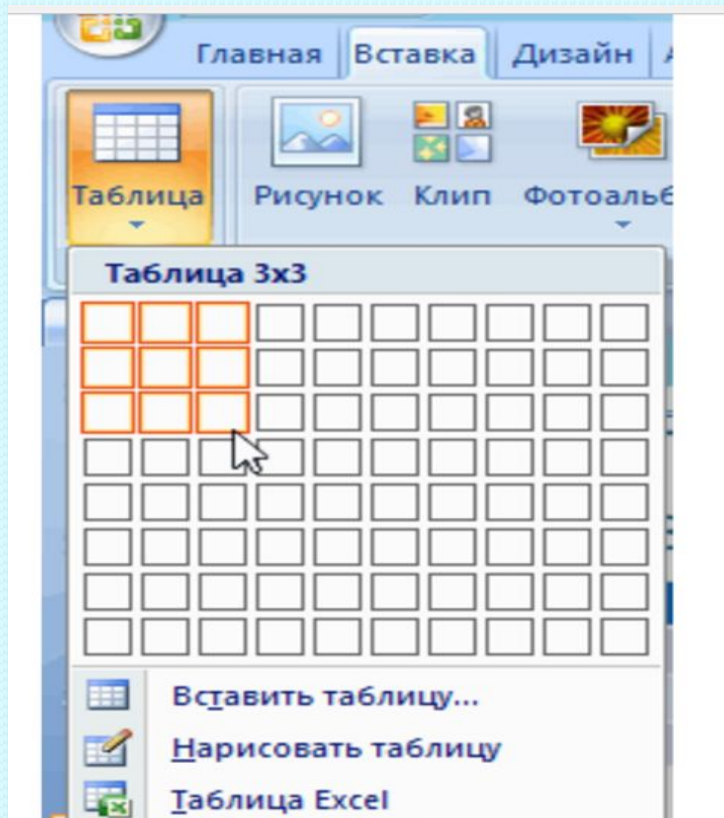 Главная Вставка Дизайн
Таблица Рисунок Клип
Таблица 3x3
Вставить таблицу...
Нарисовать таблицу
Таблица Excel